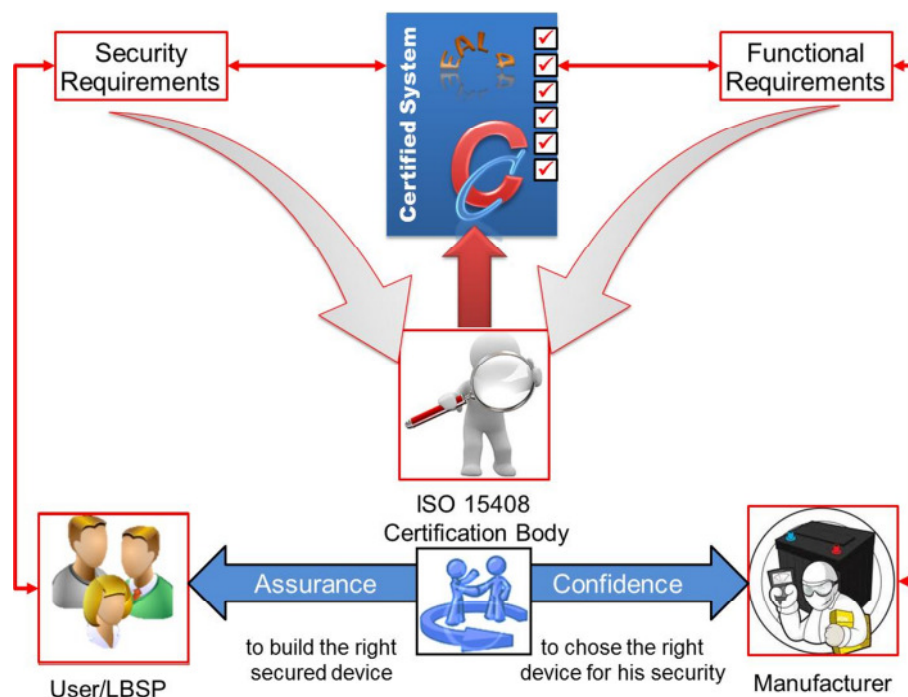 Security
Requirements
Certified System
EAL
C
C
Functional
Requirements
ISO 15408
Certification Body
Assurance
Confidence
to build the right
secured device
to chose the right
device for his security
User/LBSP
Manufacturer